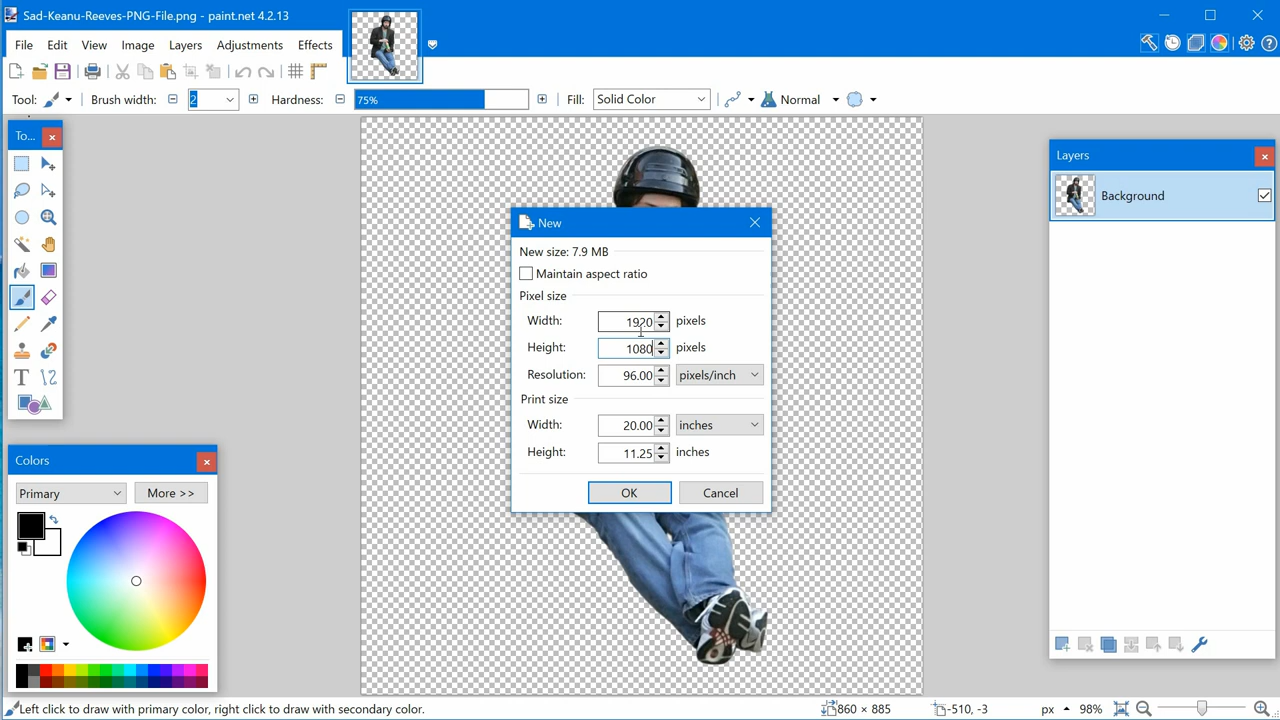 Sad-Keanu-Reeves-PNG-File.png - paint.net 4.2.13
File Edit View Image Layers Adjustments Effects
Tool: Brush width: 2 Hardness: 75% Fill: Solid Color Normal
To...
Layers
Background
New
New size: 7.9 MB
Maintain aspect ratio
Pixel size
Width: 1920 pixels
Height: 1080 pixels
Resolution: 96.00 pixels/inch
Print size
Width: 20.00 inches
Height: 11.25 inches
OK Cancel
Colors
Primary More >>
Left click to draw with primary color, right click to draw with secondary color. 860 × 885 -510, -3 px 98%